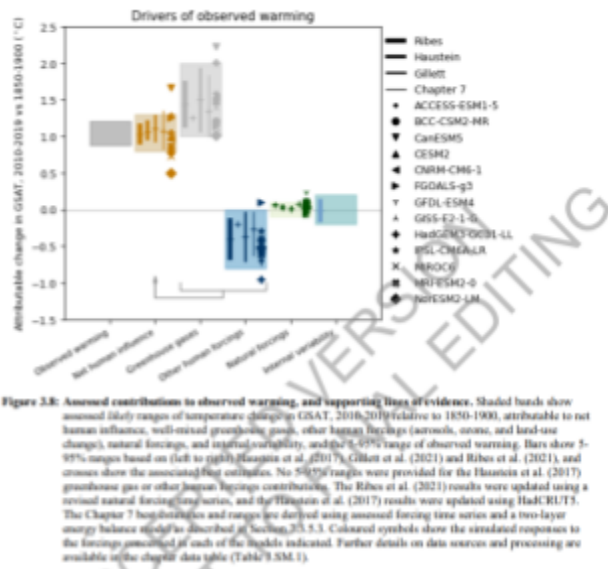 Drivers of observed warming
Attributable change in GSAT, 2010-2019 vs 1850-1900 (°C)
2.5
2.0
1.5
1.0
0.5
0.0
−0.5
−1.0
−1.5
Observed warming
Net human influence
Greenhouse gases
Other human forcings
Natural forcings
Internal variability
Ribes
Haustein
Gillett
Chapter 7
ACCESS-ESM1-5
BCC-CSM2-MR
CanESM5
CESM2
CNRM-CM6-1
FGOALS-g3
GFDL-ESM4
GISS-E2-1-G
HadGEM3-GC31-LL
IPSL-CM6A-LR
MIROC6
MRI-ESM2-0
NorESM2-LM
Figure 3.8: Assessed contributions to observed warming, and supporting lines of evidence. Shaded bands show
assessed likely ranges of temperature change in GSAT, 2010-2019 relative to 1850-1900, attributable to net
human influence, well-mixed greenhouse gases, other human forcings (aerosols, ozone, and land-use
change), natural forcings, and internal variability, and the 5-95% range of observed warming. Bars show 5-
95% ranges based on (left to right) Haustein et al. (2017), Gillett et al. (2021) and Ribes et al. (2021), and
crosses show the associated best estimates. No 5-95% ranges were provided for the Haustein et al. (2017)
greenhouse gas or other human forcings contributions. The Ribes et al. (2021) results were updated using a
revised natural forcing time series, and the Haustein et al. (2017) results were updated using HadCRUT5.
The Chapter 7 best estimates and ranges are derived using assessed forcing time series and a two-layer
energy balance model as described in Section 7.3.5.3. Coloured symbols show the simulated responses to
the forcings concerned in each of the models indicated. Further details on data sources and processing are
available in the chapter data table (Table 3.SM.1).
VERSION
TO FINAL EDITING